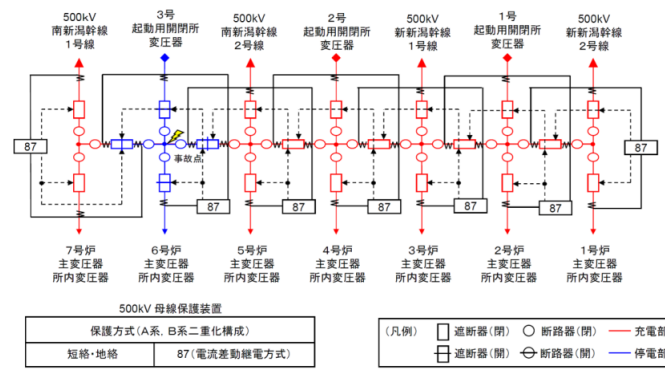 500kV
南新潟幹線
1号線
3号
起動用開閉所
変圧器
500kV
南新潟幹線
2号線
2号
起動用開閉所
変圧器
500kV
新新潟幹線
1号線
1号
起動用開閉所
変圧器
500kV
新新潟幹線
2号線
87
事故点
87
87
87
87
87
87
7号炉
主変圧器
所内変圧器
6号炉
主変圧器
所内変圧器
5号炉
主変圧器
所内変圧器
4号炉
主変圧器
所内変圧器
3号炉
主変圧器
所内変圧器
2号炉
主変圧器
所内変圧器
1号炉
主変圧器
所内変圧器
500kV 母線保護装置
保護方式(A系,B系二重化構成)
短絡・地絡
87(電流差動継電方式)
(凡例)
遮断器(閉)
断路器(閉)
充電部
遮断器(開)
断路器(開)
停電部